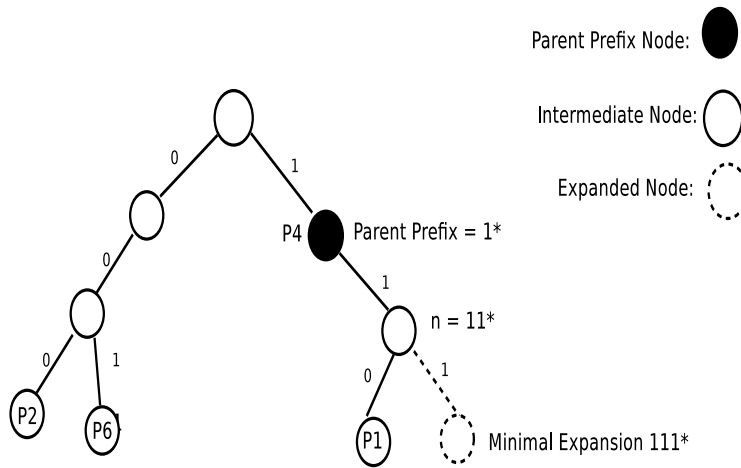 Parent Prefix Node:
Intermediate Node:
Expanded Node:
0
1
P4
Parent Prefix = 1*
0
1
n = 11*
0
1
0
1
P2
P6
P1
Minimal Expansion 111*